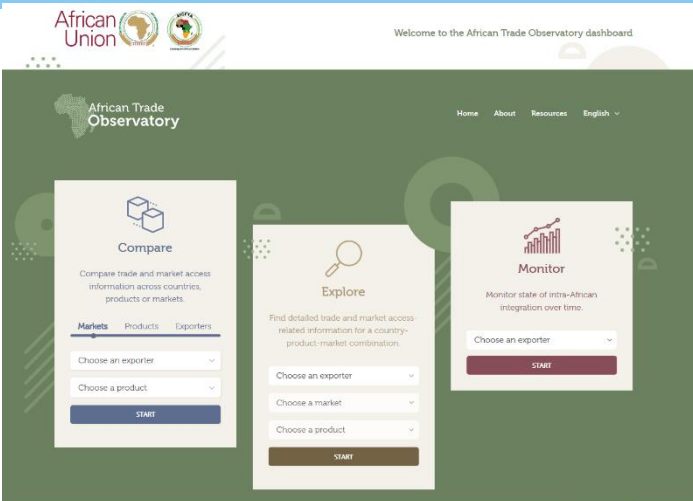 African
Union
Welcome to the African Trade Observatory dashboard
African Trade
Observatory
Home About Resources English
Compare
Compare trade and market access
information across countries,
products or markets.
Markets Products Exporters
Choose an exporter
Choose a product
START
Explore
Find detailed trade and market access-
related information for a country-
product-market combination.
Choose an exporter
Choose a market
Choose a product
START
Monitor
Monitor state of intra-African
integration over time.
Choose an exporter
START